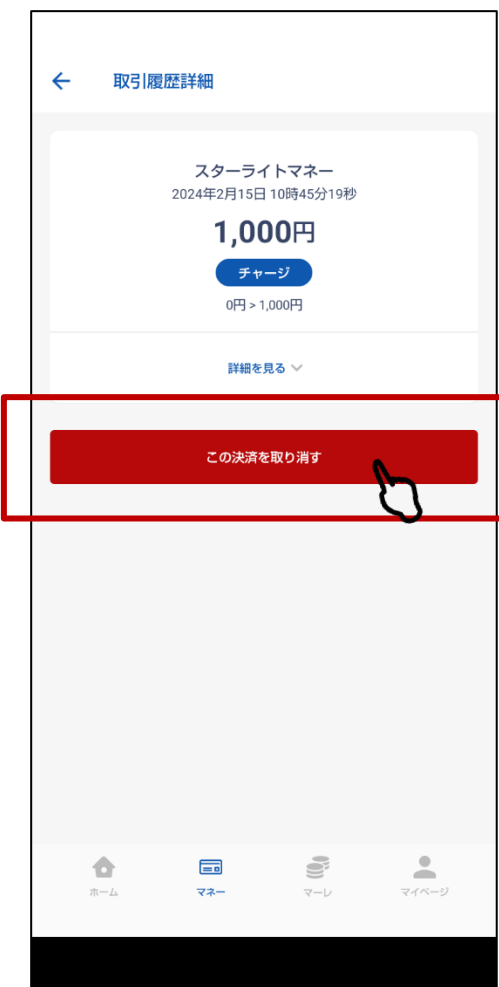 取引履歴詳細
スターライトマネー
2024年2月15日 10時45分19秒
1,000円
チャージ
0円 > 1,000円
詳細を見る
この決済を取り消す
ホーム
マネー
マーレ
マイページ